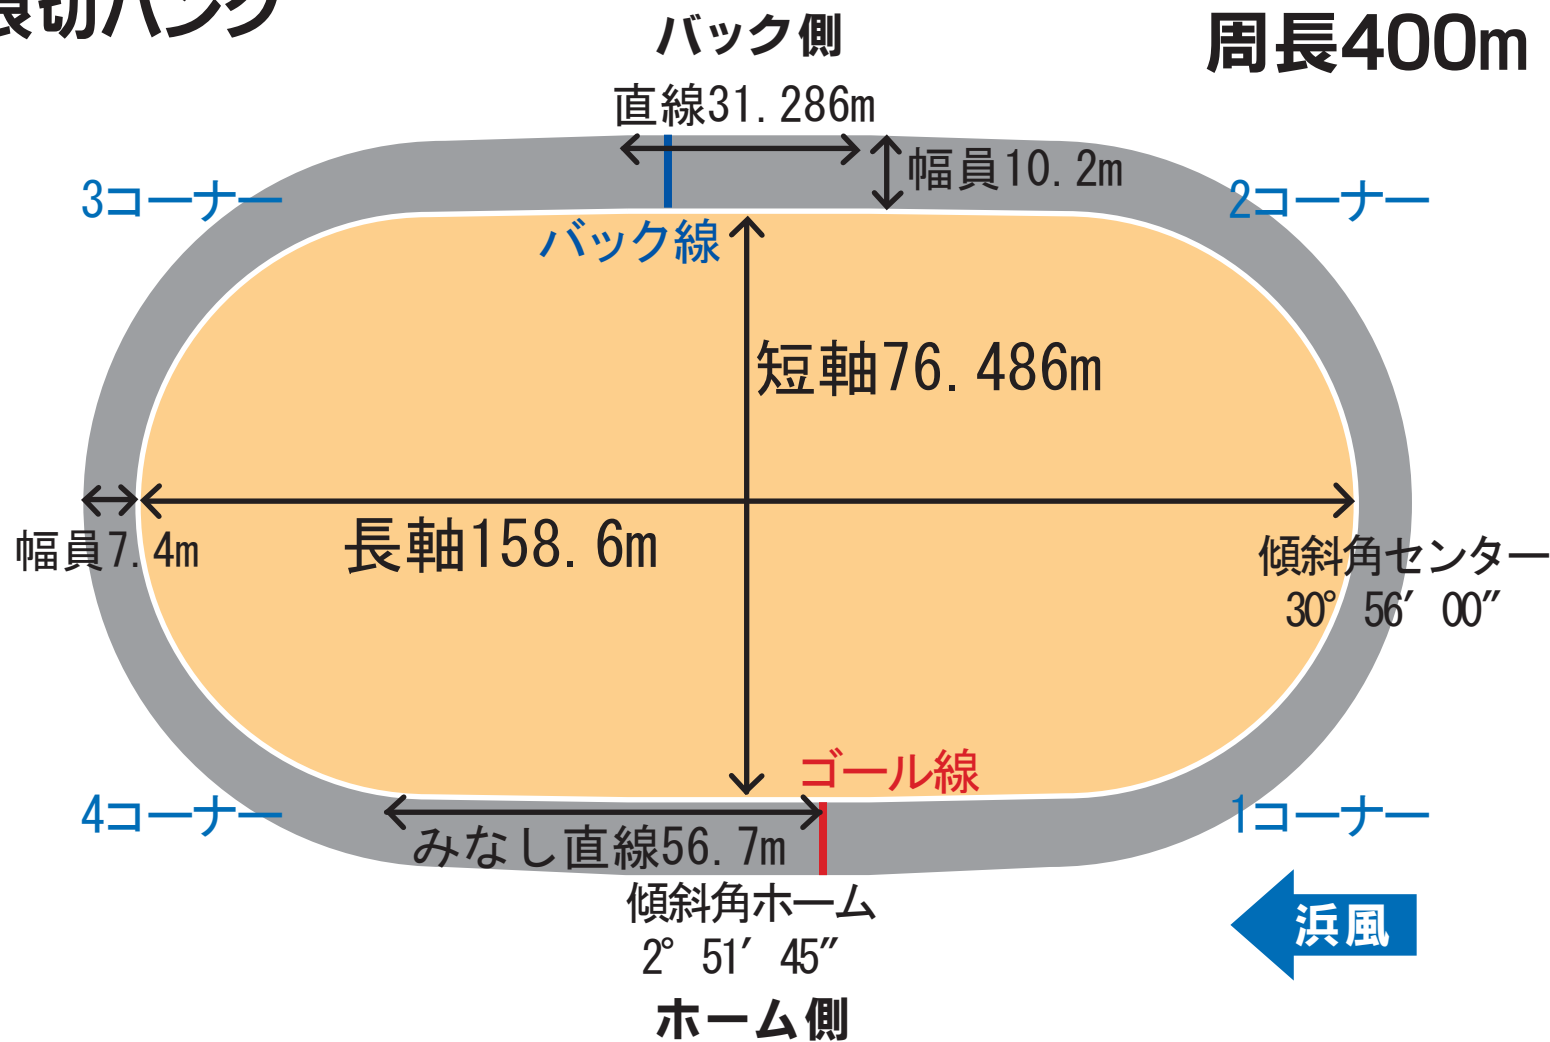 切バンク
周長400m
バック側
直線31.286m
幅員10.2m
3コーナー
2コーナー
バック線
短軸76.486m
長軸158.6m
幅員7.4m
傾斜角センター
30° 56′ 00″
ゴール線
4コーナー
1コーナー
みなし直線56.7m
傾斜角ホーム
2° 51′ 45″
浜風
ホーム側